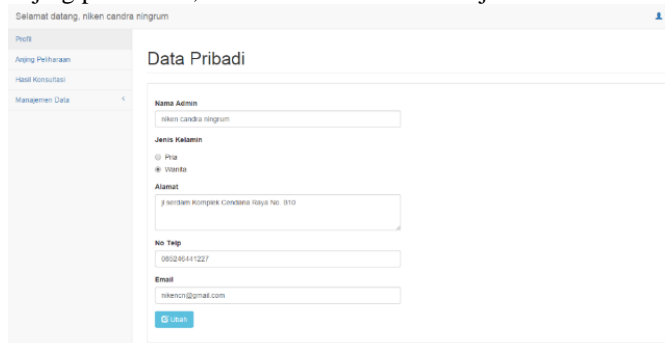 Selamat datang, niken candra ningrum
Profil
Anjing Peliharaan
Hasil Konsultasi
Manajemen Data
Data Pribadi
Nama Admin
niken candra ningrum
Jenis Kelamin
Pria
Wanita
Alamat
jl serdam Komplek Cendana Raya No. B10
No Telp
085246441227
Email
nikencn@gmail.com
Ubah